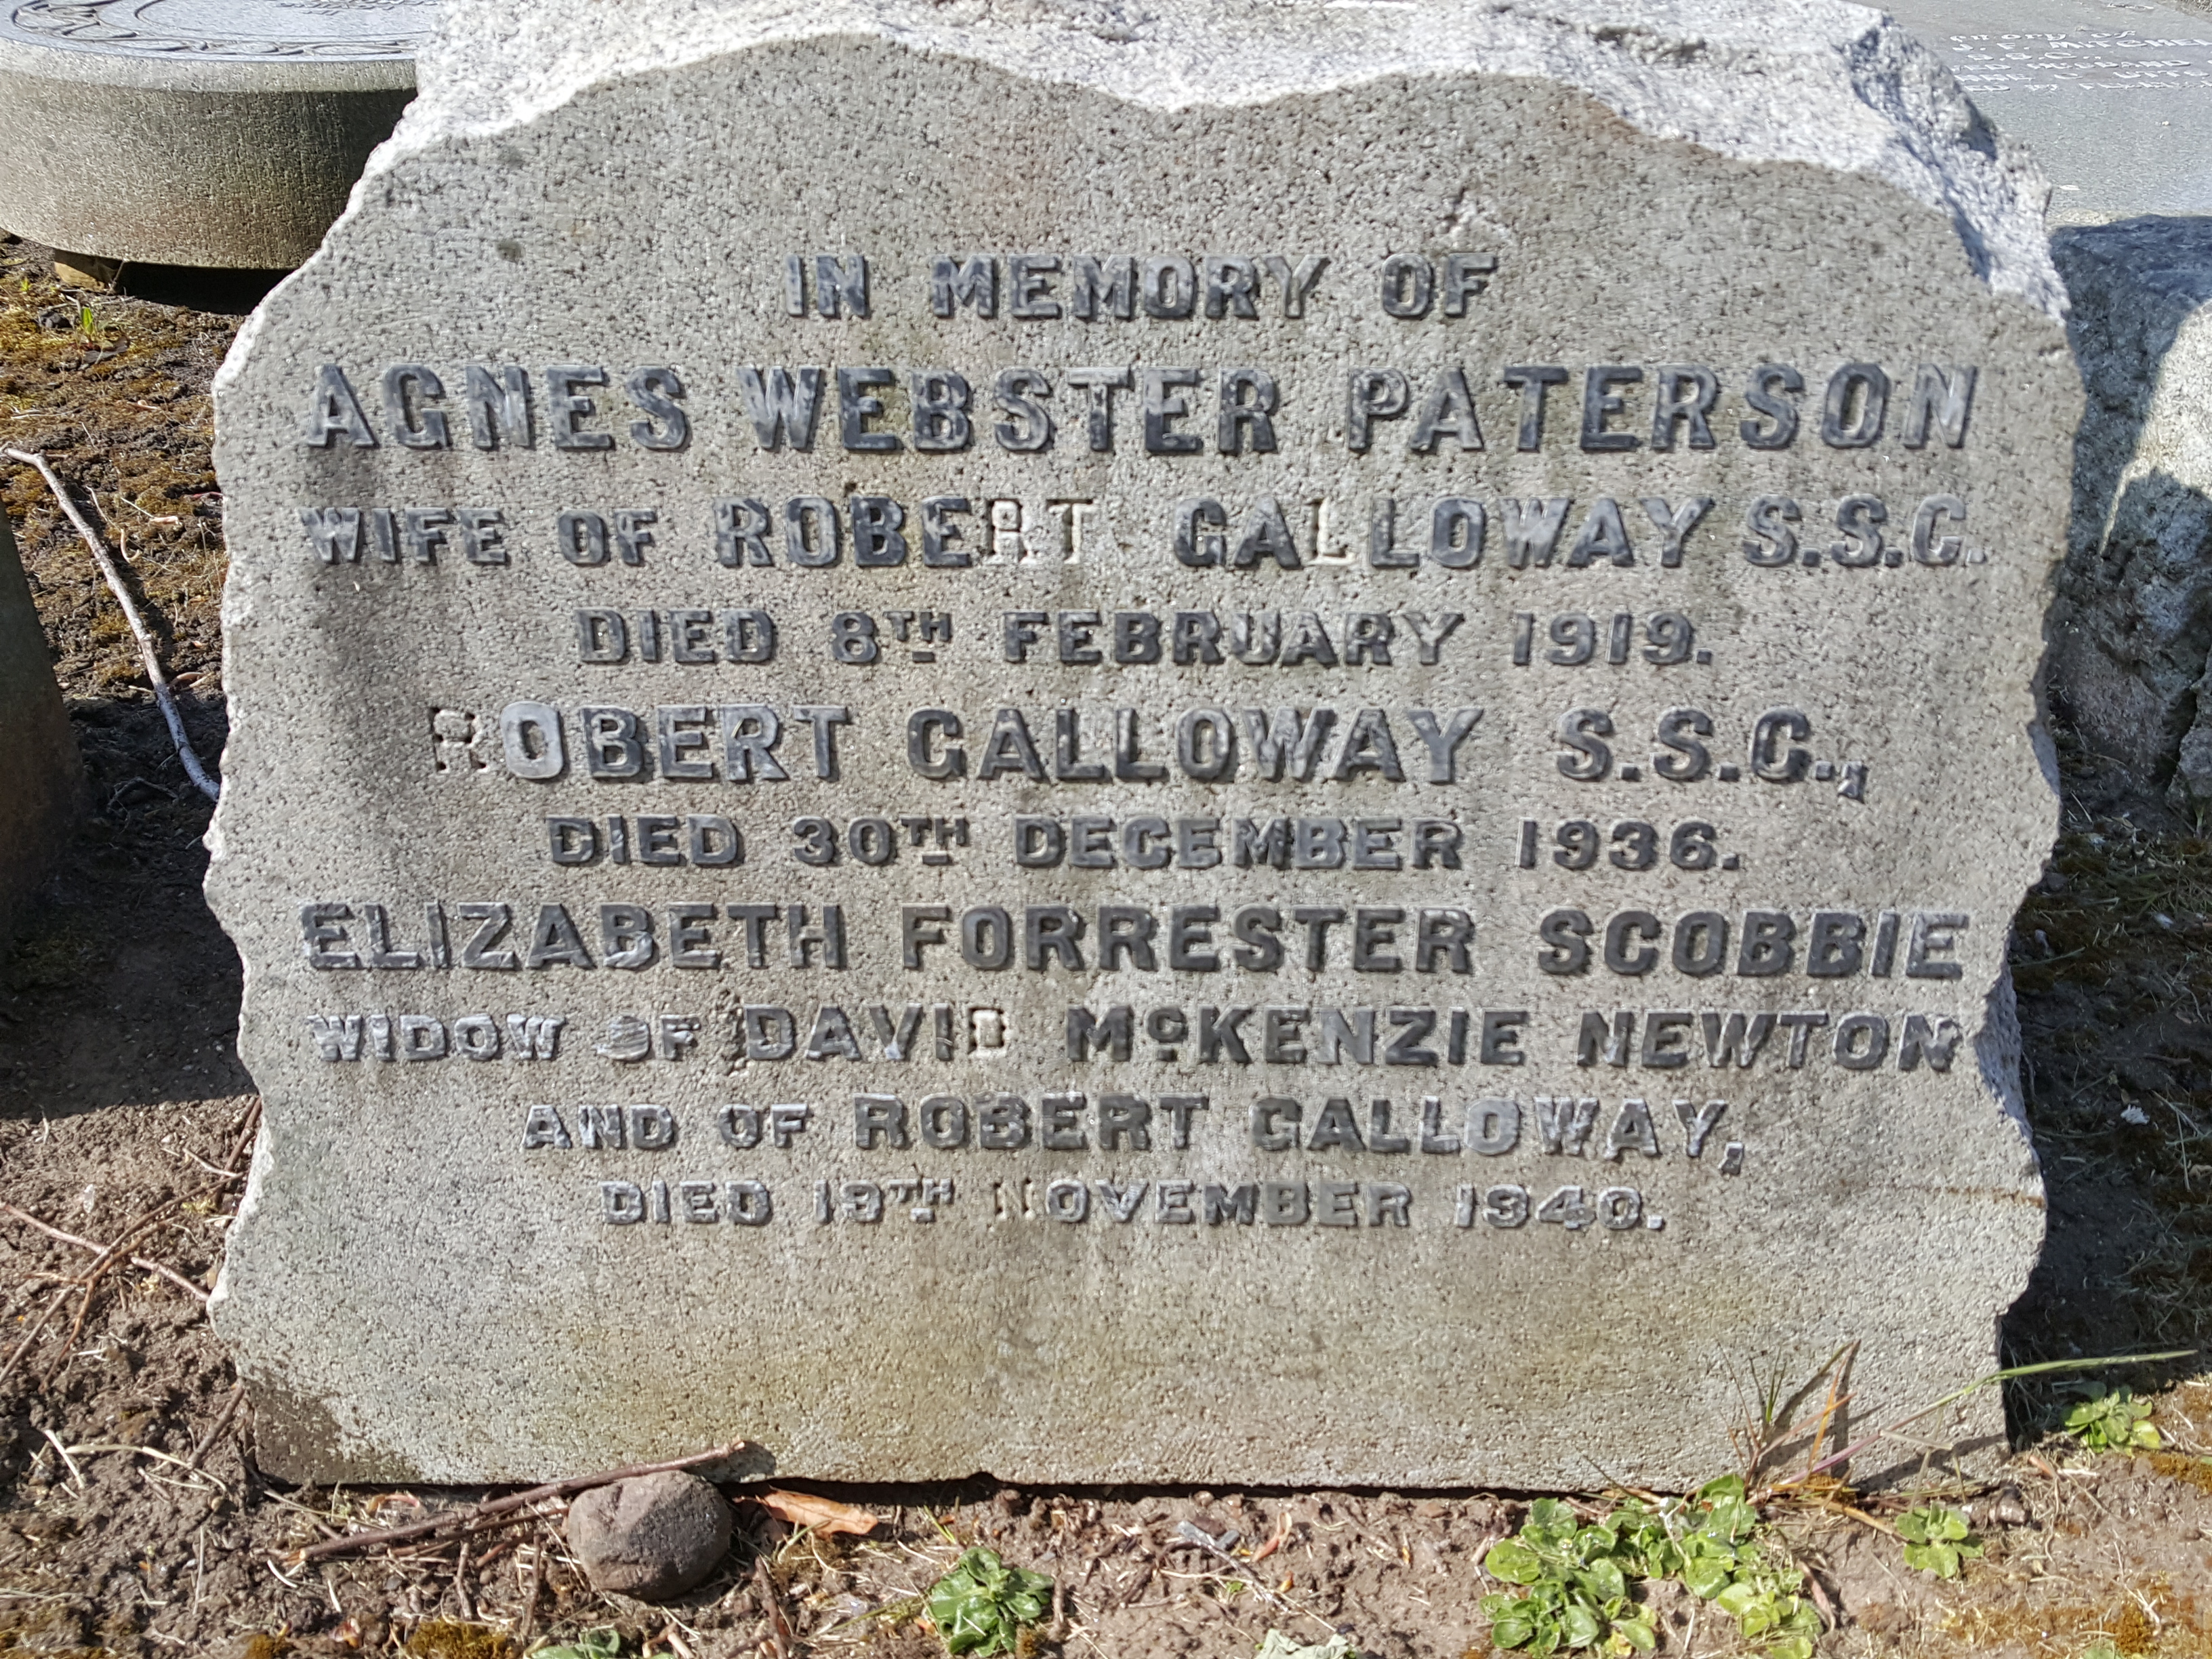 IN MEMORY OF
AGNES WEBSTER PATERSON
WIFE OF ROBERT GALLOWAY S.S.C.
DIED 8TH FEBRUARY 1919.
ROBERT GALLOWAY S.S.C.,
DIED 30TH DECEMBER 1936.
ELIZABETH FORRESTER SCOBBIE
WIDOW OF DAVID McKENZIE NEWTON
AND OF ROBERT GALLOWAY,
DIED 19TH NOVEMBER 1940.